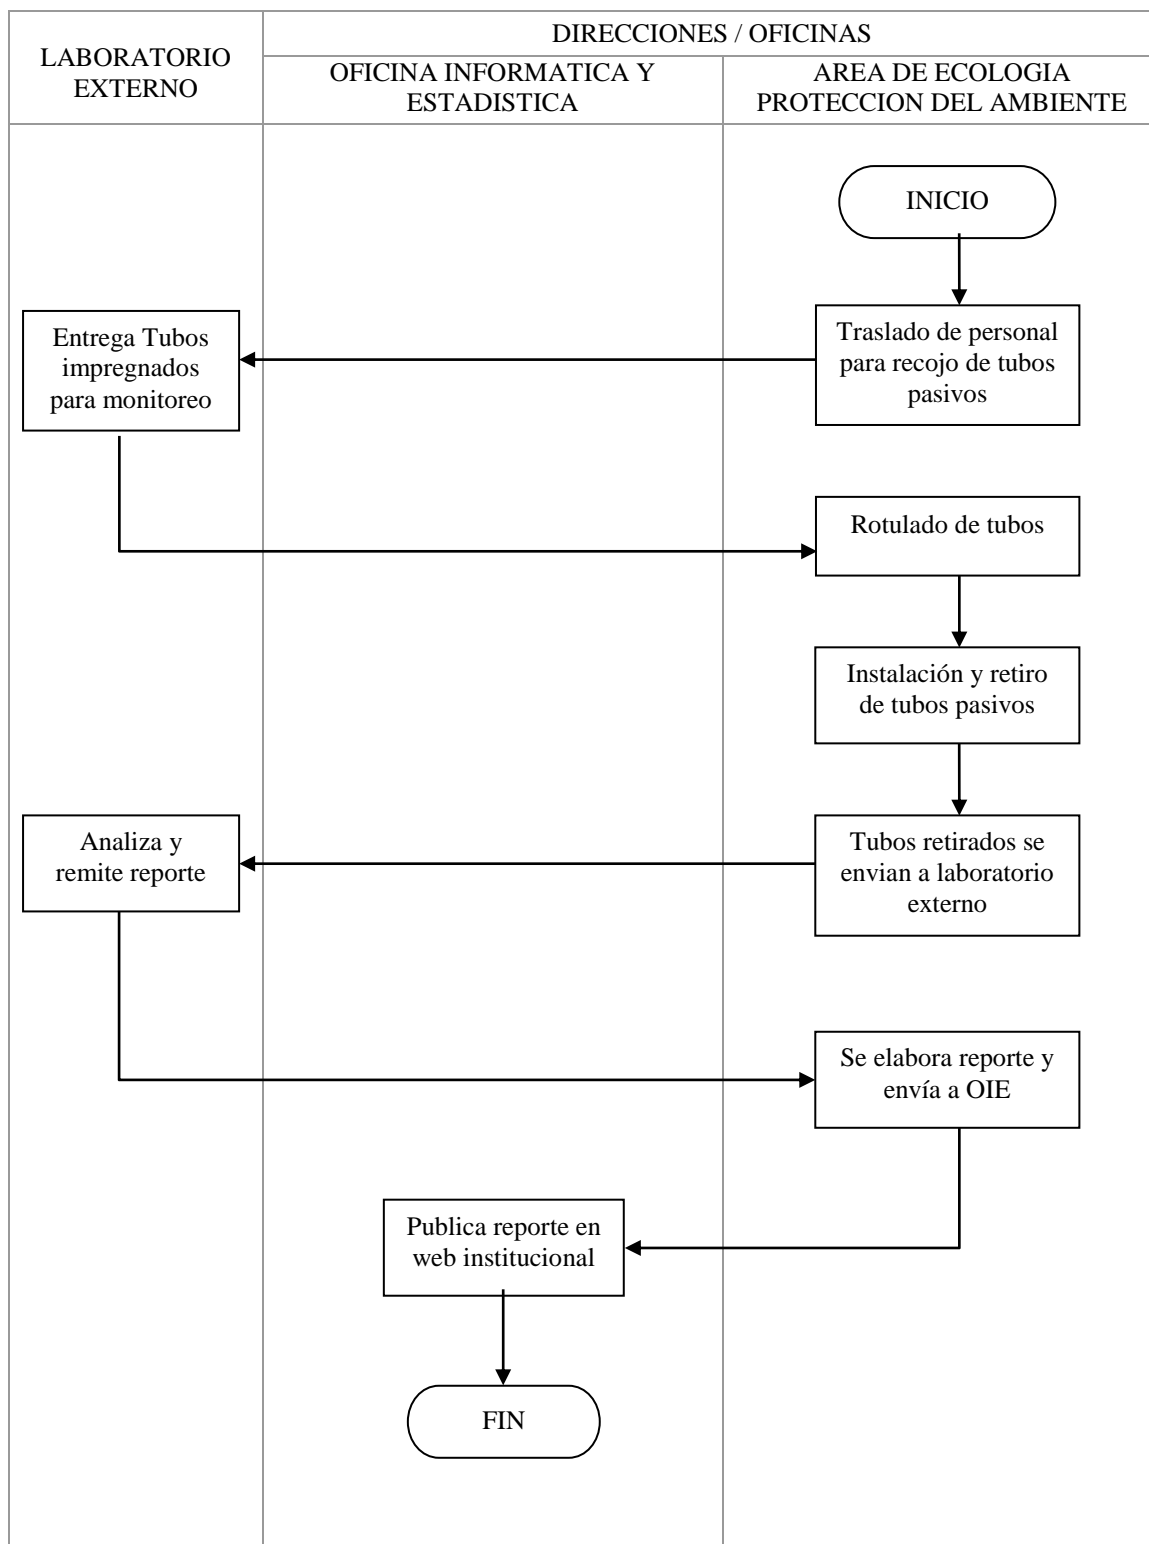 LABORATORIO
EXTERNO
DIRECCIONES / OFICINAS
OFICINA INFORMATICA Y
ESTADISTICA
AREA DE ECOLOGIA
PROTECCION DEL AMBIENTE
INICIO
Traslado de personal
para recojo de tubos
pasivos
Entrega Tubos
impregnados
para monitoreo
Rotulado de tubos
Instalación y retiro
de tubos pasivos
Tubos retirados se
envian a laboratorio
externo
Analiza y
remite reporte
Se elabora reporte y
envía a OIE
Publica reporte en
web institucional
FIN